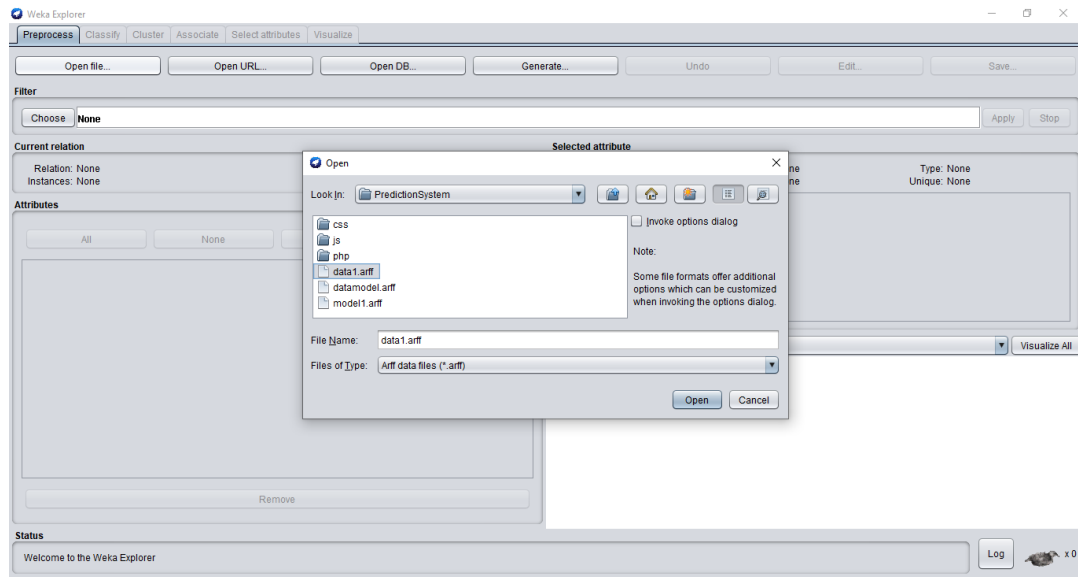 Weka Explorer
Preprocess Classify Cluster Associate Select attributes Visualize
Open file... Open URL... Open DB... Generate... Undo Edit... Save...
Filter
Choose None Apply Stop
Current relation Selected attribute
Relation: None Type: None
Instances: None Unique: None
Attributes
All None
Open
Look In: PredictionSystem
css
js
php
data1.arff
datamodel.arff
model1.arff
Invoke options dialog
Note:
Some file formats offer additional
options which can be customized
when invoking the options dialog.
File Name: data1.arff
Files of Type: Arff data files (*.arff)
Open Cancel
Visualize All
Remove
Status
Welcome to the Weka Explorer Log x 0